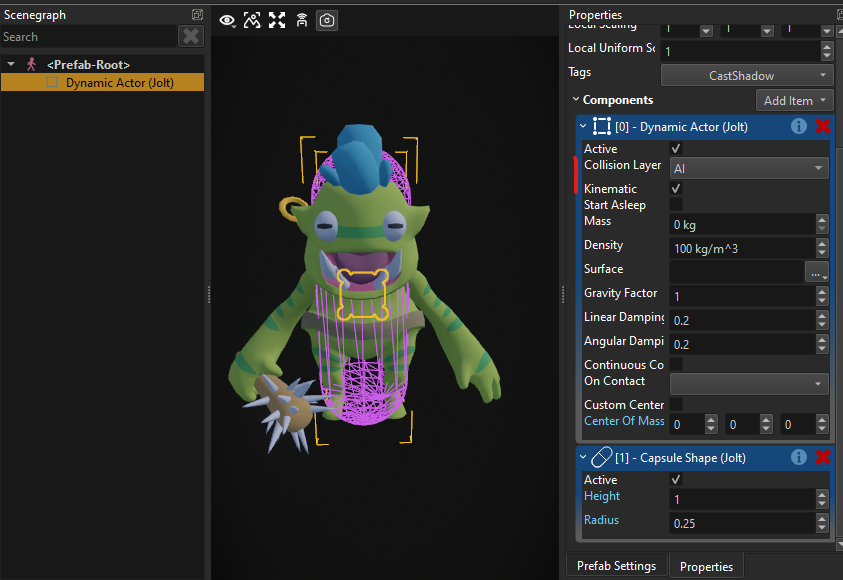 Scenegraph
Search
<Prefab-Root>
Dynamic Actor (Jolt)
Properties
Local Scaling 1 1 1
Local Uniform Sc 1
Tags CastShadow
Components Add Item
[0] - Dynamic Actor (Jolt)
Active
Collision Layer AI
Kinematic
Start Asleep
Mass 0 kg
Density 100 kg/m^3
Surface ...
Gravity Factor 1
Linear Damping 0.2
Angular Dampi 0.2
Continuous Co
On Contact
Custom Center
Center Of Mass 0 0 0
[1] - Capsule Shape (Jolt)
Active
Height 1
Radius 0.25
Prefab Settings Properties